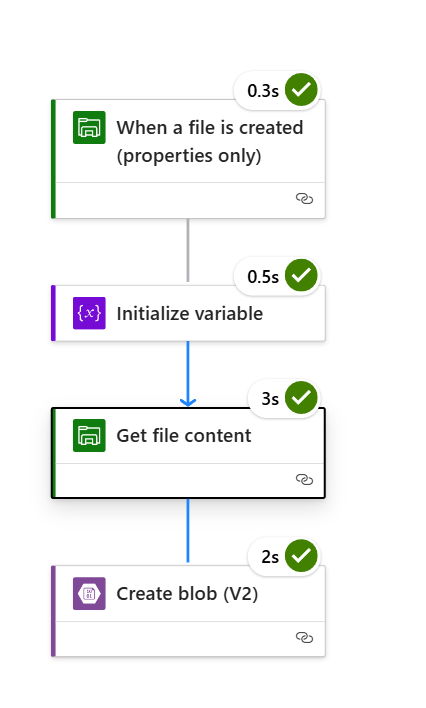 0.3s
When a file is created
(properties only)
0.5s
{x} Initialize variable
3s
Get file content
2s
Create blob (V2)